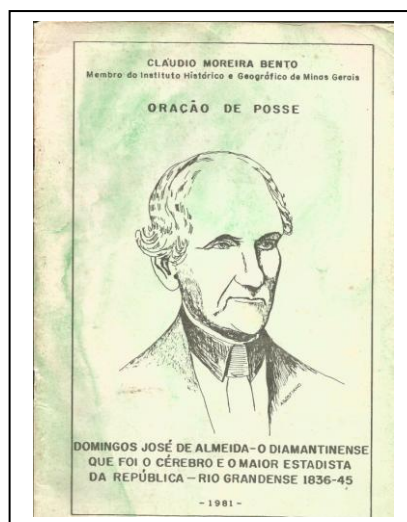 CLÁUDIO MOREIRA BENTO
Membro do Instituto Histórico e Geográfico de Minas Gerais
ORAÇÃO DE POSSE
DOMINGOS JOSÉ DE ALMEIDA-O DIAMANTINENSE
QUE FOI O CÉREBRO E O MAIOR ESTADISTA
DA REPÚBLICA – RIO GRANDENSE 1836-45
- 1981 -